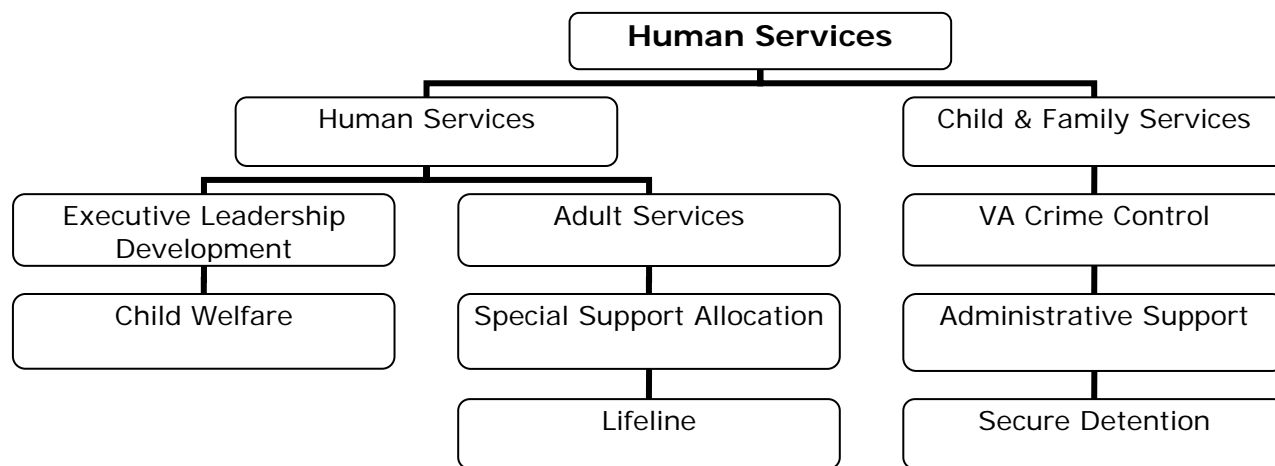 Human Services
Human Services
Child & Family Services
Executive Leadership
Development
Adult Services
VA Crime Control
Child Welfare
Special Support Allocation
Administrative Support
Lifeline
Secure Detention